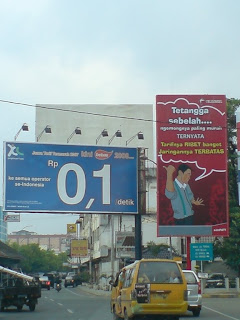 XL
Rp
0,1
/detik
ke semua operator
se-Indonesia
Tetangga
sebelah....
ngomongnya paling murah
TERNYATA
Tarifnya RIBET banget
Jaringannya TERBATAS